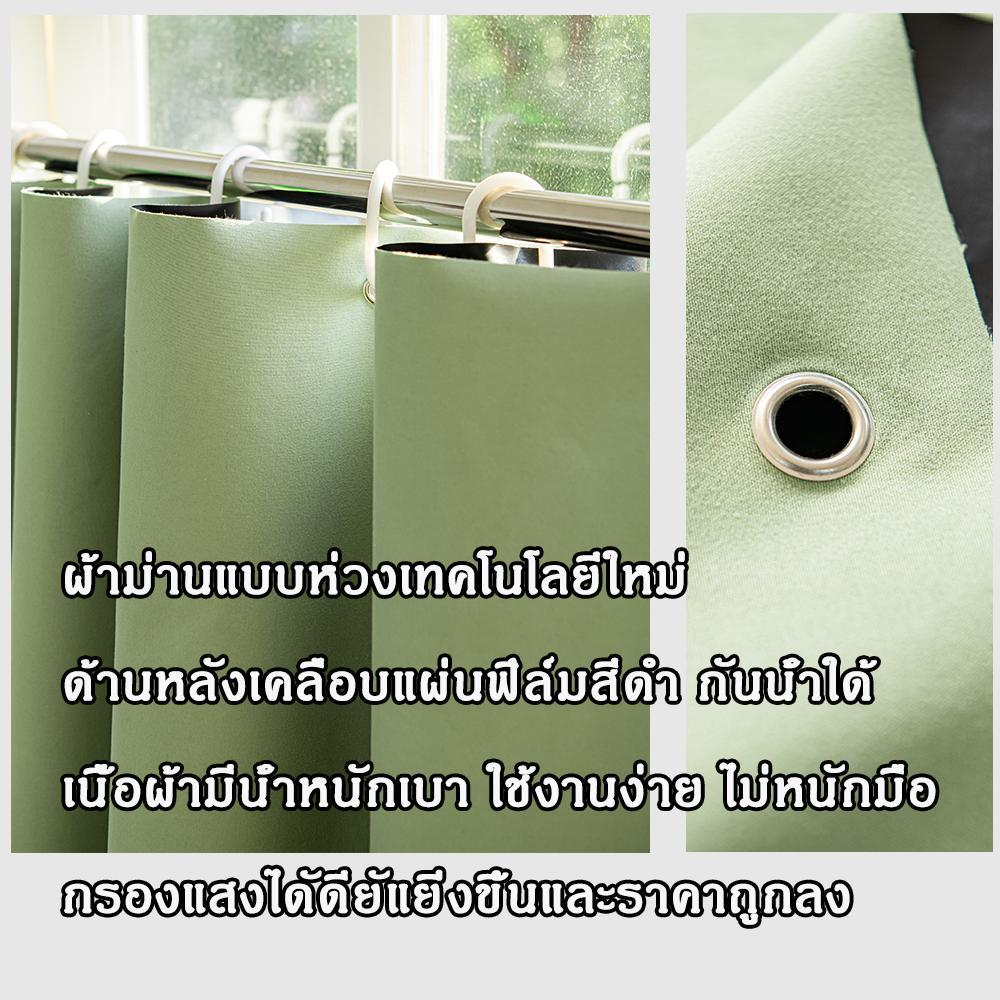 ผ้าม่านแบบห่วงเทคโนโลยีใหม่
ด้านหลังเคลือบแผ่นฟิล์มสีดำ กันน้ำได้
เนื้อผ้ามีน้ำหนักเบา ใช้งานง่าย ไม่หนักมือ
กรองแสงได้ดียัแยี่งขึ้นและราคาถูกลง